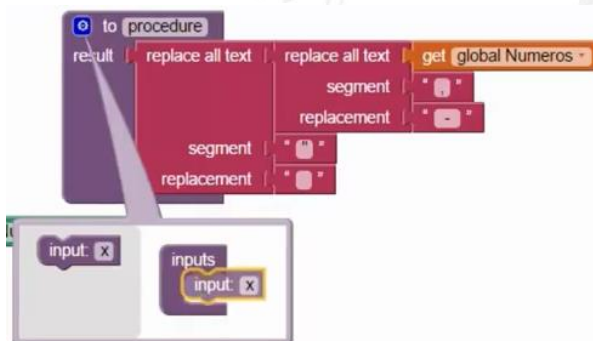 to procedure
result replace all text replace all text get global Numeros
segment " , "
replacement " - "
segment " " "
replacement " "
input: x inputs
input: x